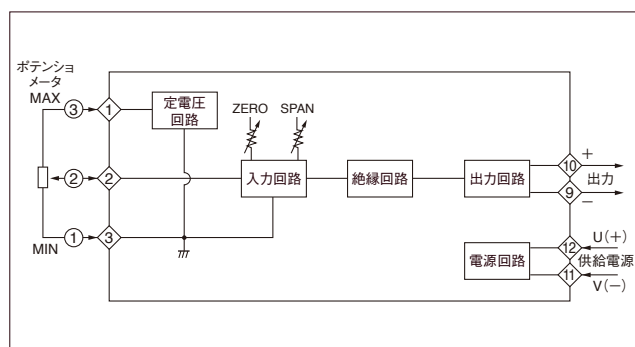 ポテンショ
メータ
MAX
③
1
定電圧
回路
ZERO
SPAN
②
2
入力回路
絶縁回路
出力回路
10
+
出力
9
−
MIN
①
3
電源回路
12
U(+)
供給電源
11
V(−)